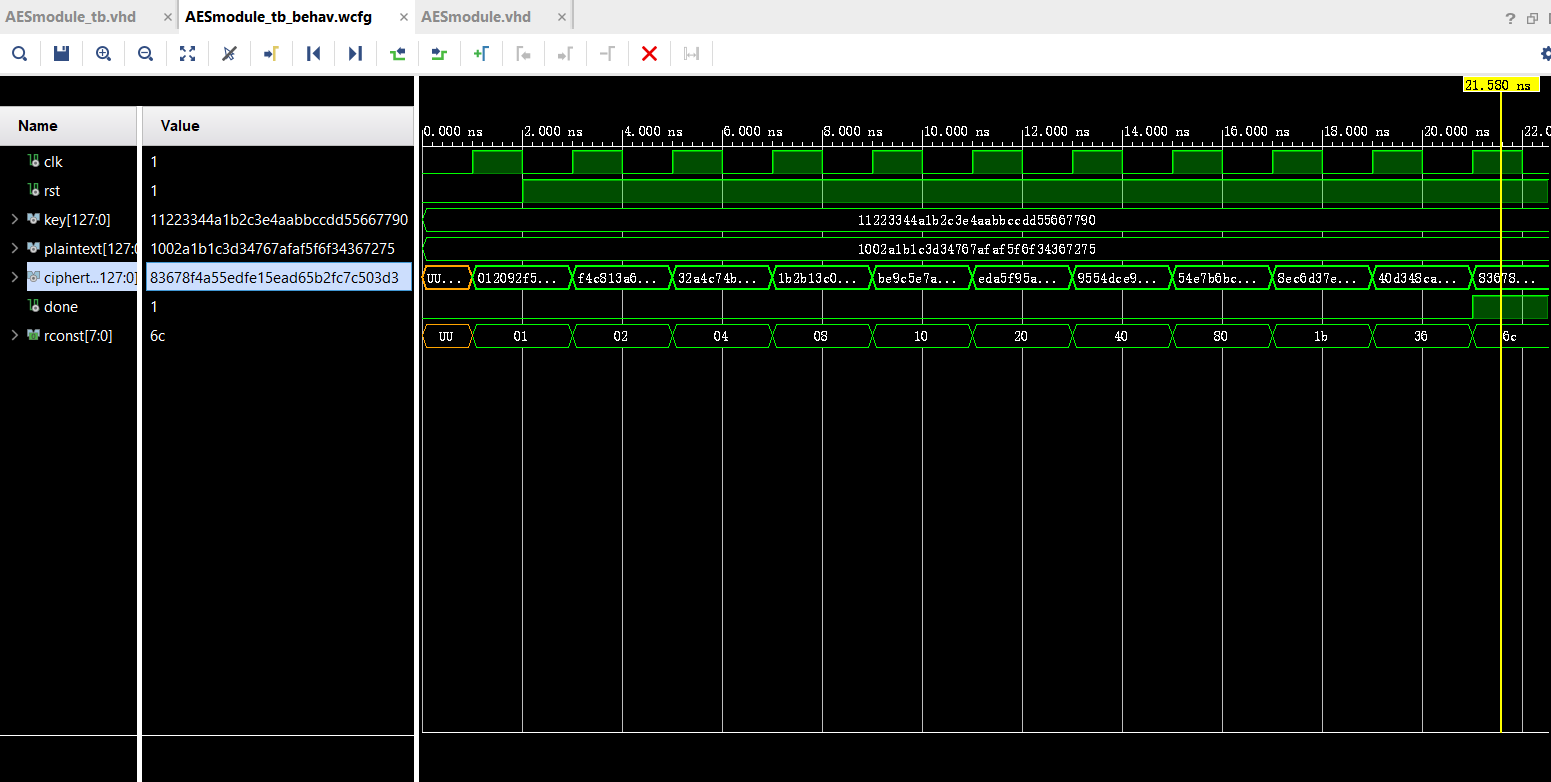 AESmodule_tb.vhd × AESmodule_tb_behav.wcfg × AESmodule.vhd ×
?
21.580 ns
Name Value
0.000 ns 2.000 ns 4.000 ns 6.000 ns 8.000 ns 10.000 ns 12.000 ns 14.000 ns 16.000 ns 18.000 ns 20.000 ns 22.0
clk 1
rst 1
key[127:0] 11223344a1b2c3e4aabbccdd55667790 11223344a1b2c3e4aabbccdd55667790
plaintext[127:0 1002a1b1c3d34767afaf5f6f34367275 1002a1b1c3d34767afaf5f6f34367275
ciphert...127:0] 83678f4a55edfe15ead65b2fc7c503d3 UU... 012092f5... f4c813a6... 32a4c74b... 1b2b13c0... be9c5e7a... eda5f95a... 9554dce9... 54e7b6bc... 8ec6d37e... 40d348ca... 83678...
done 1
rconst[7:0] 6c UU 01 02 04 08 10 20 40 80 1b 36 6c